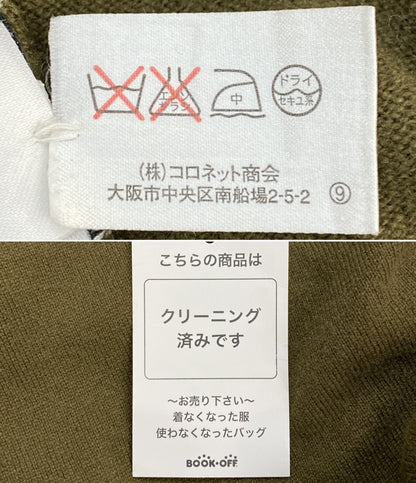 エンソ
サラシ
中
ドライ
セキユ系
(株)コロネット商会
大阪市中央区南船場2-5-2
⑨
こちらの商品は
クリーニング
済みです
〜お売り下さい〜
着なくなった服
使わなくなったバッグ
BOOK・OFF